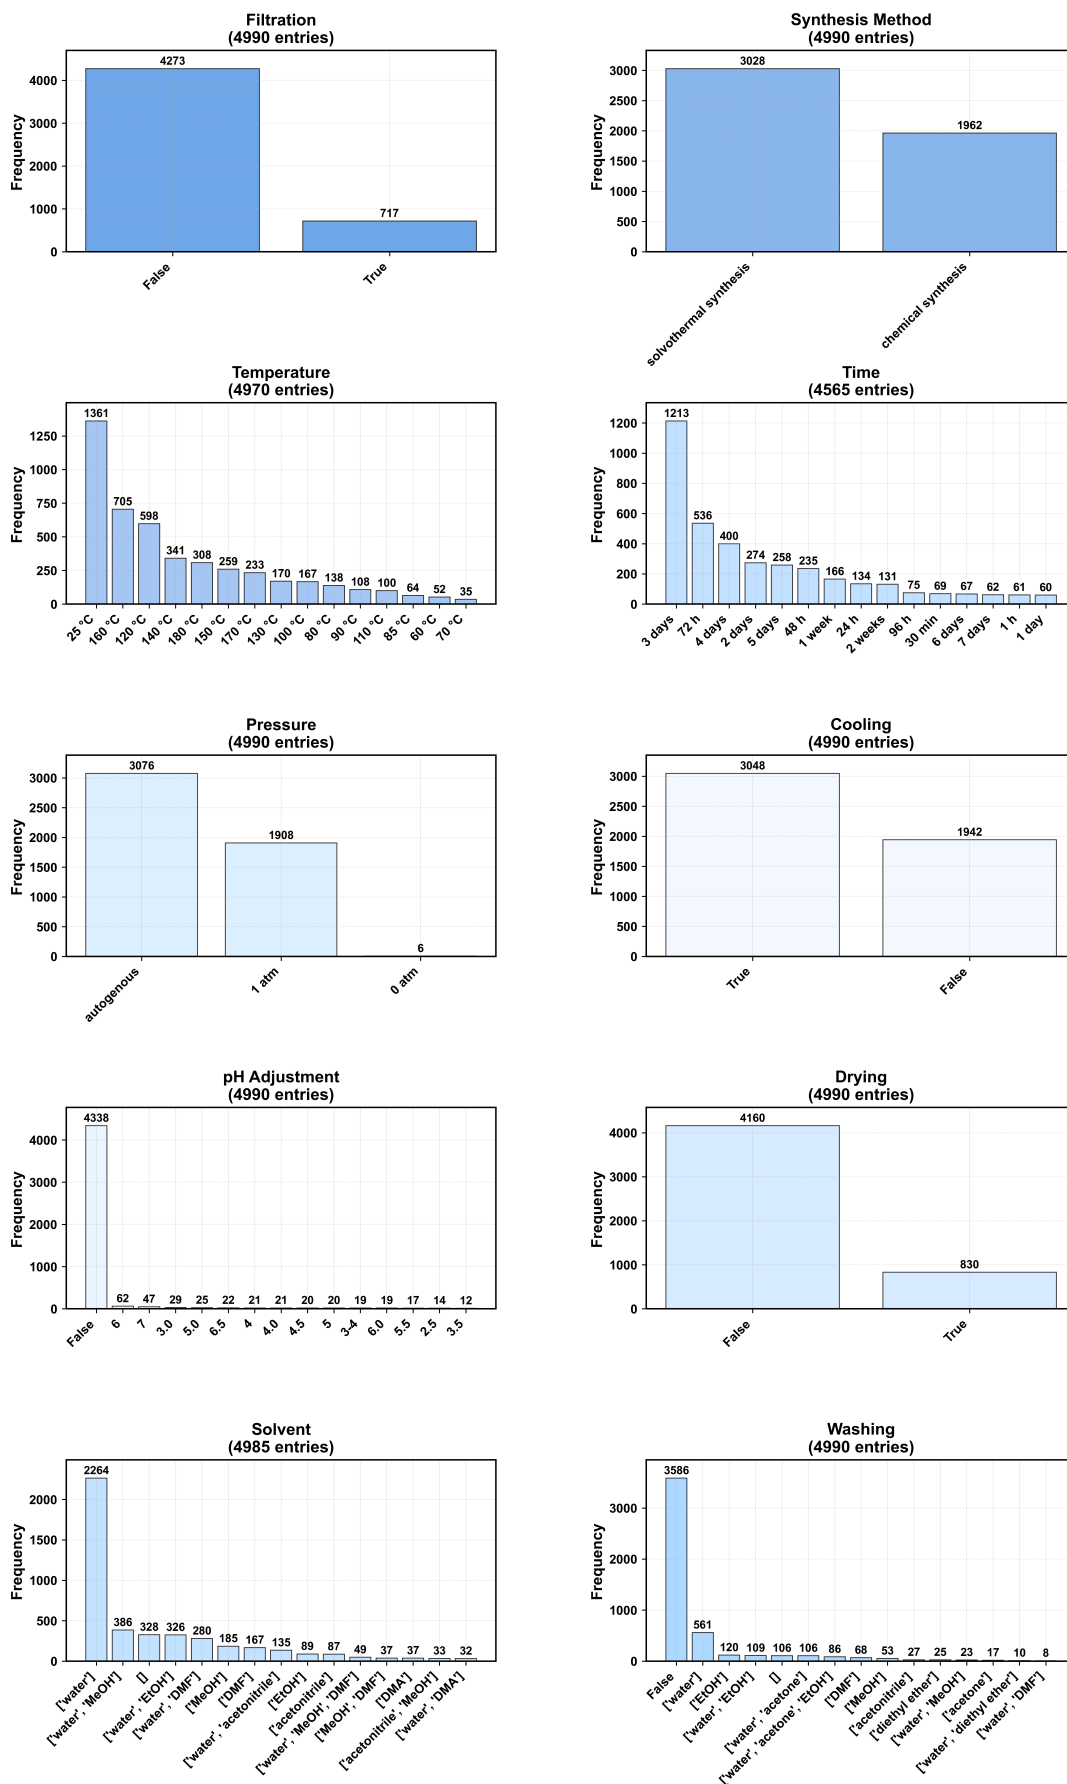 Filtration
(4990 entries)
Frequency
4000
3000
2000
1000
0
4273
717
False
True
Synthesis Method
(4990 entries)
Frequency
3000
2500
2000
1500
1000
500
0
3028
1962
solvothermal synthesis
chemical synthesis
Temperature
(4970 entries)
Frequency
1250
1000
750
500
250
0
1361
705
598
341
308
259
233
170
167
138
108
100
64
52
35
25 °C
160 °C
120 °C
140 °C
180 °C
150 °C
170 °C
130 °C
100 °C
80 °C
90 °C
110 °C
85 °C
60 °C
70 °C
Time
(4565 entries)
Frequency
1200
1000
800
600
400
200
0
1213
536
400
274
258
235
166
134
131
75
69
67
62
61
60
3 days
72 h
4 days
2 days
5 days
48 h
1 week
24 h
2 weeks
96 h
30 min
6 days
7 days
1 h
1 day
Pressure
(4990 entries)
Frequency
3000
2500
2000
1500
1000
500
0
3076
1908
6
autogenous
1 atm
0 atm
Cooling
(4990 entries)
Frequency
3000
2500
2000
1500
1000
500
0
3048
1942
True
False
pH Adjustment
(4990 entries)
Frequency
4000
3000
2000
1000
0
4338
62
47
29
25
22
21
21
20
20
19
19
17
14
12
False
6
7
3.0
5.0
6.5
4
4.0
4.5
5
3-4
6.0
5.5
2.5
3.5
Drying
(4990 entries)
Frequency
4000
3000
2000
1000
0
4160
830
False
True
Solvent
(4985 entries)
Frequency
2000
1500
1000
500
0
2264
386
328
326
280
185
167
135
89
87
49
37
37
33
32
['water']
['water', 'MeOH']
[]
['water', 'EtOH']
['water', 'DMF']
['MeOH']
['DMF']
['water', 'acetonitrile']
['EtOH']
['acetonitrile']
['water', 'MeOH', 'DMF']
['MeOH', 'DMF']
['DMA']
['acetonitrile', 'MeOH']
['water', 'DMA']
Washing
(4990 entries)
Frequency
3000
2000
1000
0
3586
561
120
109
106
106
86
68
53
27
25
23
17
10
8
False
['water']
['EtOH']
['water', 'EtOH']
[]
['water', 'acetone']
['water', 'acetone', 'EtOH']
['DMF']
['MeOH']
['acetonitrile']
['diethyl ether']
['water', 'MeOH']
['acetone']
['water', 'diethyl ether']
['water', 'DMF']